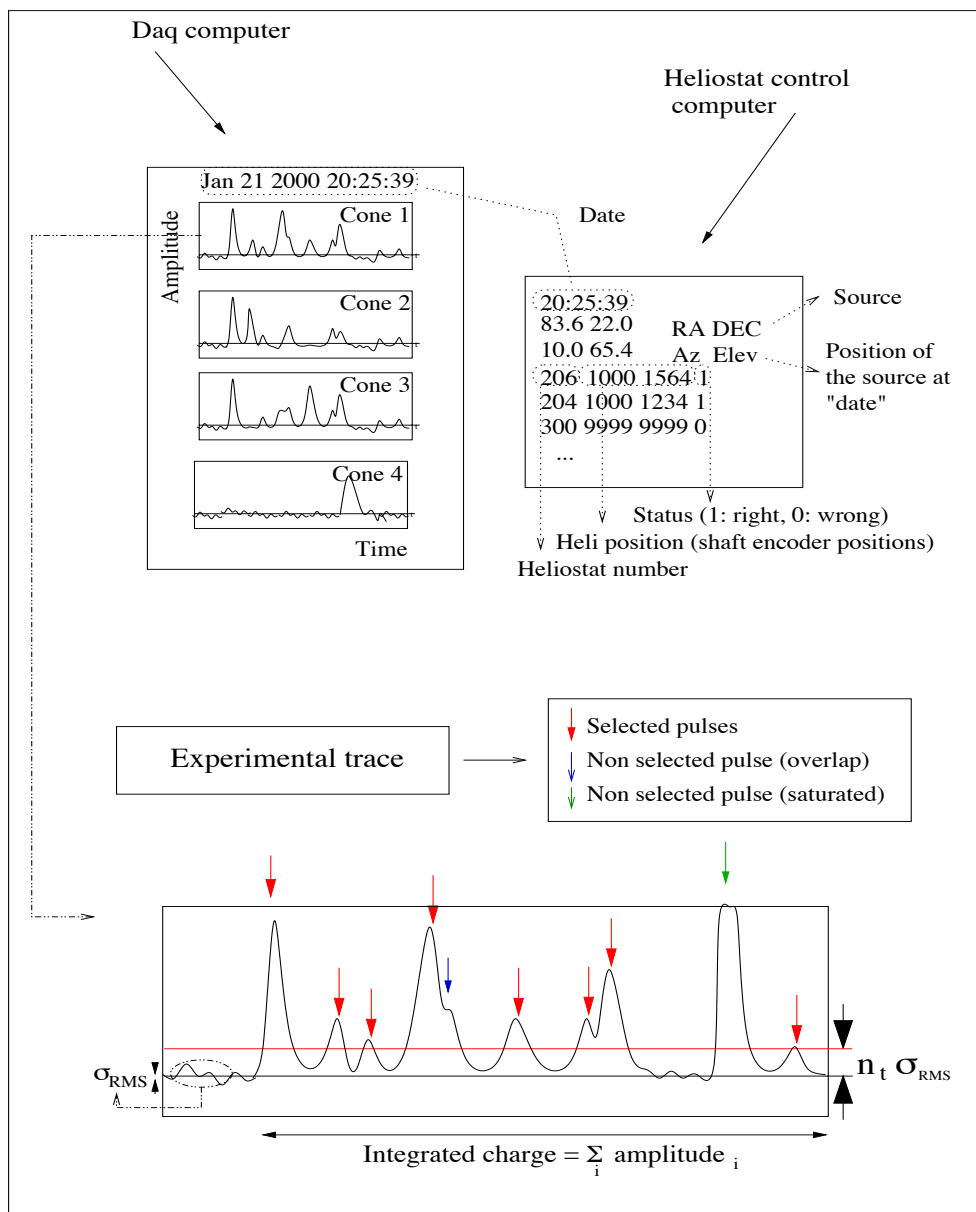 Daq computer
Heliostat control
computer
Jan 21 2000 20:25:39
Amplitude
Cone 1
Cone 2
Cone 3
Cone 4
Time
Date
20:25:39
83.6 22.0
RA DEC
10.0 65.4
Az Elev
206 1000 1564 1
204 1000 1234 1
300 9999 9999 0
...
Source
Position of
the source at
"date"
Status (1: right, 0: wrong)
Heli position (shaft encoder positions)
Heliostat number
Experimental trace
Selected pulses
Non selected pulse (overlap)
Non selected pulse (saturated)
σRMS
n t σRMS
Integrated charge = Σ i amplitude i